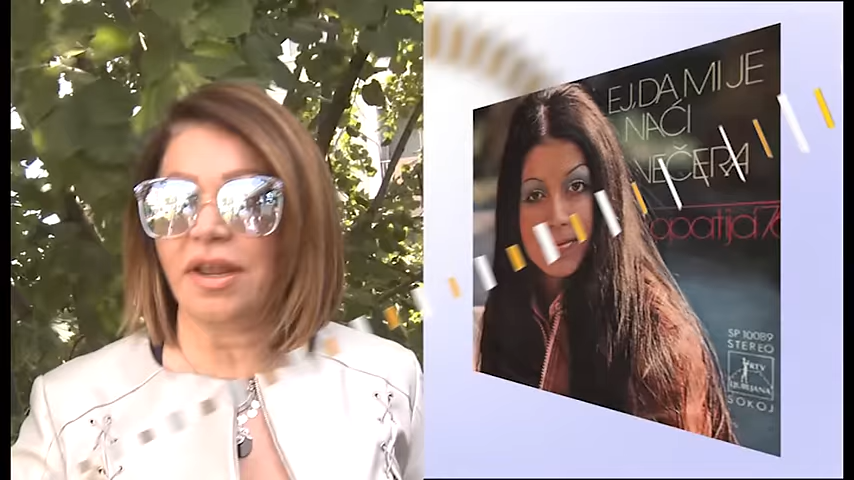 EJ, DA MI JE
NAĆI
VEČERA
opatija 76
SP 10089
STEREO
RTV
LJUBLJANA
SOKOJ